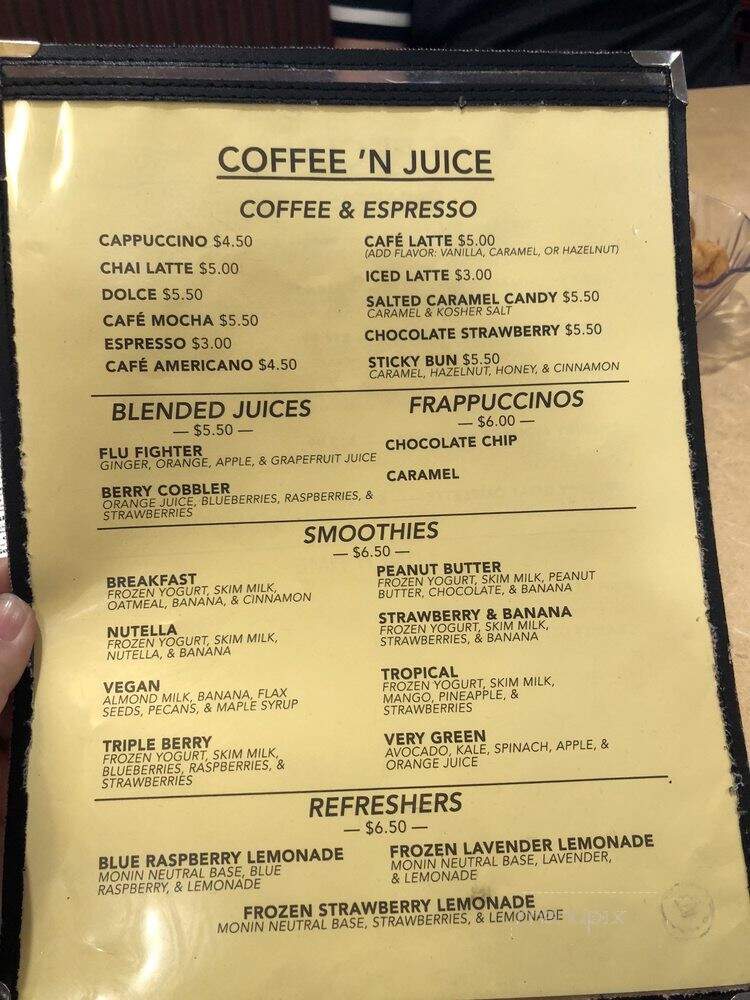 COFFEE 'N JUICE
COFFEE & ESPRESSO
CAPPUCCINO $4.50
CHAI LATTE $5.00
DOLCE $5.50
CAFÉ MOCHA $5.50
ESPRESSO $3.00
CAFÉ AMERICANO $4.50
CAFÉ LATTE $5.00
(ADD FLAVOR: VANILLA, CARAMEL, OR HAZELNUT)
ICED LATTE $3.00
SALTED CARAMEL CANDY $5.50
CARAMEL & KOSHER SALT
CHOCOLATE STRAWBERRY $5.50
STICKY BUN $5.50
CARAMEL, HAZELNUT, HONEY, & CINNAMON
BLENDED JUICES
— $5.50 —
FLU FIGHTER
GINGER, ORANGE, APPLE, & GRAPEFRUIT JUICE
BERRY COBBLER
ORANGE JUICE, BLUEBERRIES, RASPBERRIES, &
STRAWBERRIES
FRAPPUCCINOS
— $6.00 —
CHOCOLATE CHIP
CARAMEL
SMOOTHIES
— $6.50 —
BREAKFAST
FROZEN YOGURT, SKIM MILK,
OATMEAL, BANANA, & CINNAMON
NUTELLA
FROZEN YOGURT, SKIM MILK,
NUTELLA, & BANANA
VEGAN
ALMOND MILK, BANANA, FLAX
SEEDS, PECANS, & MAPLE SYRUP
TRIPLE BERRY
FROZEN YOGURT, SKIM MILK,
BLUEBERRIES, RASPBERRIES, &
STRAWBERRIES
PEANUT BUTTER
FROZEN YOGURT, SKIM MILK, PEANUT
BUTTER, CHOCOLATE, & BANANA
STRAWBERRY & BANANA
FROZEN YOGURT, SKIM MILK,
STRAWBERRIES, & BANANA
TROPICAL
FROZEN YOGURT, SKIM MILK,
MANGO, PINEAPPLE, &
STRAWBERRIES
VERY GREEN
AVOCADO, KALE, SPINACH, APPLE, &
ORANGE JUICE
REFRESHERS
— $6.50 —
BLUE RASPBERRY LEMONADE
MONIN NEUTRAL BASE, BLUE
RASPBERRY, & LEMONADE
FROZEN LAVENDER LEMONADE
MONIN NEUTRAL BASE, LAVENDER,
& LEMONADE
FROZEN STRAWBERRY LEMONADE
MONIN NEUTRAL BASE, STRAWBERRIES, & LEMONADE